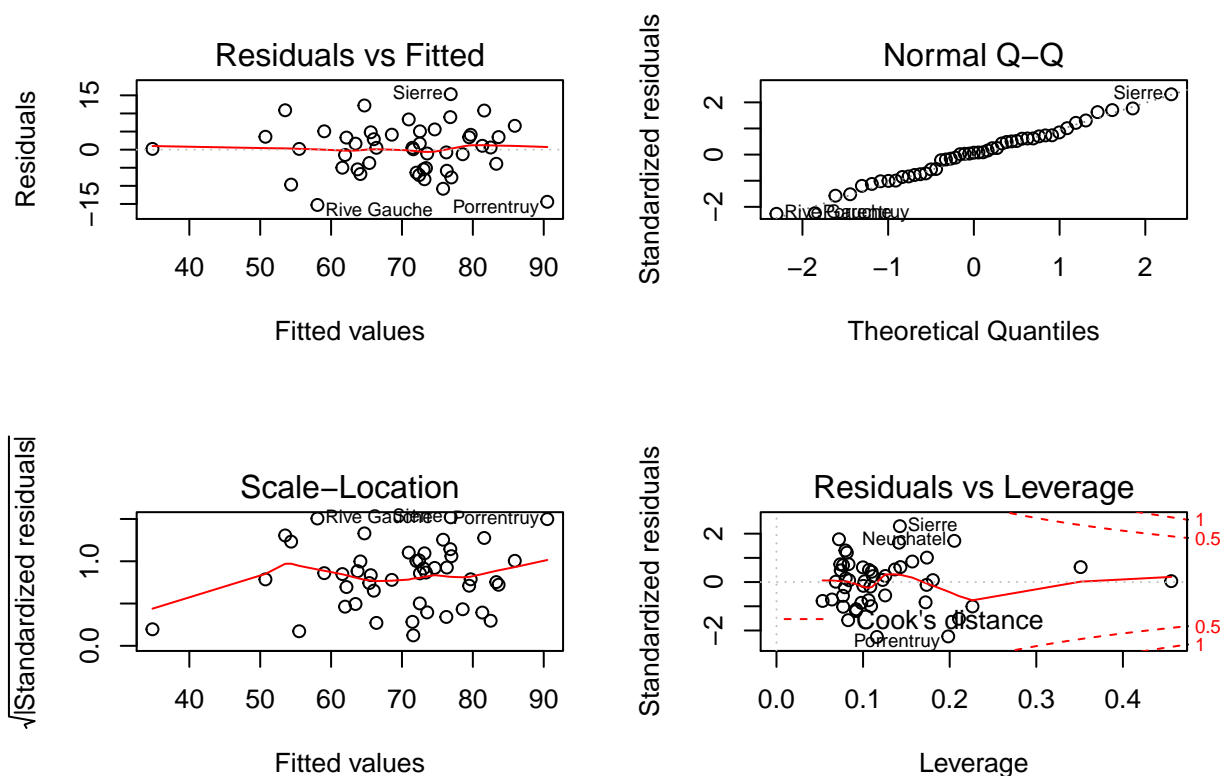 Residuals vs Fitted
Residuals
15
0
−15
Sierre
Rive Gauche
Porrentruy
40 50 60 70 80 90
Fitted values
Normal Q−Q
Standardized residuals
2
0
−2
Sierre
Rive Gauche
Porrentruy
−2 −1 0 1 2
Theoretical Quantiles
Scale−Location
√|Standardized residuals|
1.0
0.0
Rive Gauche
Sierre
Porrentruy
40 50 60 70 80 90
Fitted values
Residuals vs Leverage
Standardized residuals
2
0
−2
Sierre
Neuchatel
Cook's distance
Porrentruy
1
0.5
0.5
1
0.0 0.1 0.2 0.3 0.4
Leverage